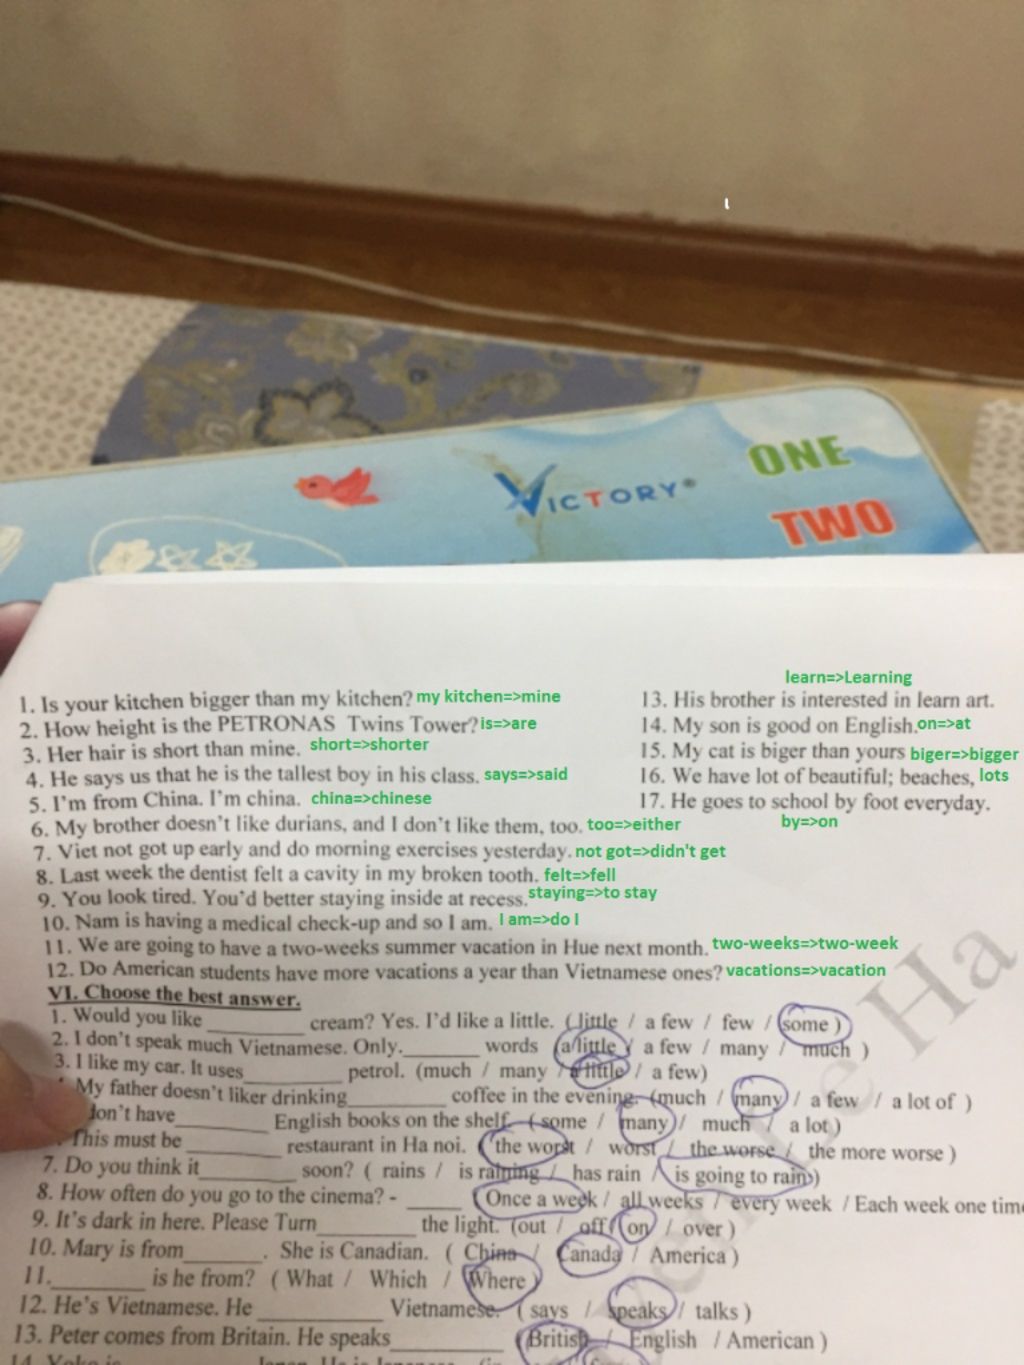 VICTORY®
ONE
TWO
1. Is your kitchen bigger than my kitchen? my kitchen=>mine
2. How height is the PETRONAS Twins Tower? is=>are
3. Her hair is short than mine. short=>shorter
4. He says us that he is the tallest boy in his class. says=>said
5. I'm from China. I'm china. china=>chinese
6. My brother doesn't like durians, and I don't like them, too. too=>either
7. Viet not got up early and do morning exercises yesterday. not got=>didn't get
8. Last week the dentist felt a cavity in my broken tooth. felt=>fell
9. You look tired. You'd better staying inside at recess. staying=>to stay
10. Nam is having a medical check-up and so I am. I am=>do I
11. We are going to have a two-weeks summer vacation in Hue next month. two-weeks=>two-week
12. Do American students have more vacations a year than Vietnamese ones? vacations=>vacation
learn=>Learning
13. His brother is interested in learn art.
14. My son is good on English. on=>at
15. My cat is biger than yours biger=>bigger
16. We have lot of beautiful; beaches, lots
17. He goes to school by foot everyday.
by=>on
VI. Choose the best answer.
1. Would you like ________ cream? Yes. I'd like a little. ( little / a few / few / some )
2. I don't speak much Vietnamese. Only.________ words (a little / a few / many / much )
3. I like my car. It uses________ petrol. (much / many / a little / a few)
My father doesn't liker drinking________ coffee in the evening. (much / many / a few / a lot of )
don't have________ English books on the shelf. ( some / many / much / a lot )
. This must be ________ restaurant in Ha noi. ( the worst / worst / the worse / the more worse )
7. Do you think it________ soon? ( rains / is raining / has rain / is going to rain )
8. How often do you go to the cinema? - ________ ( Once a week / all weeks / every week / Each week one time
9. It's dark in here. Please Turn________ the light. (out / off / on / over )
10. Mary is from________. She is Canadian. ( China / Canada / America )
11.________ is he from? ( What / Which / Where )
12. He's Vietnamese. He ________ Vietnamese. ( says / speaks / talks )
13. Peter comes from Britain. He speaks________ (British / English / American )
Ha